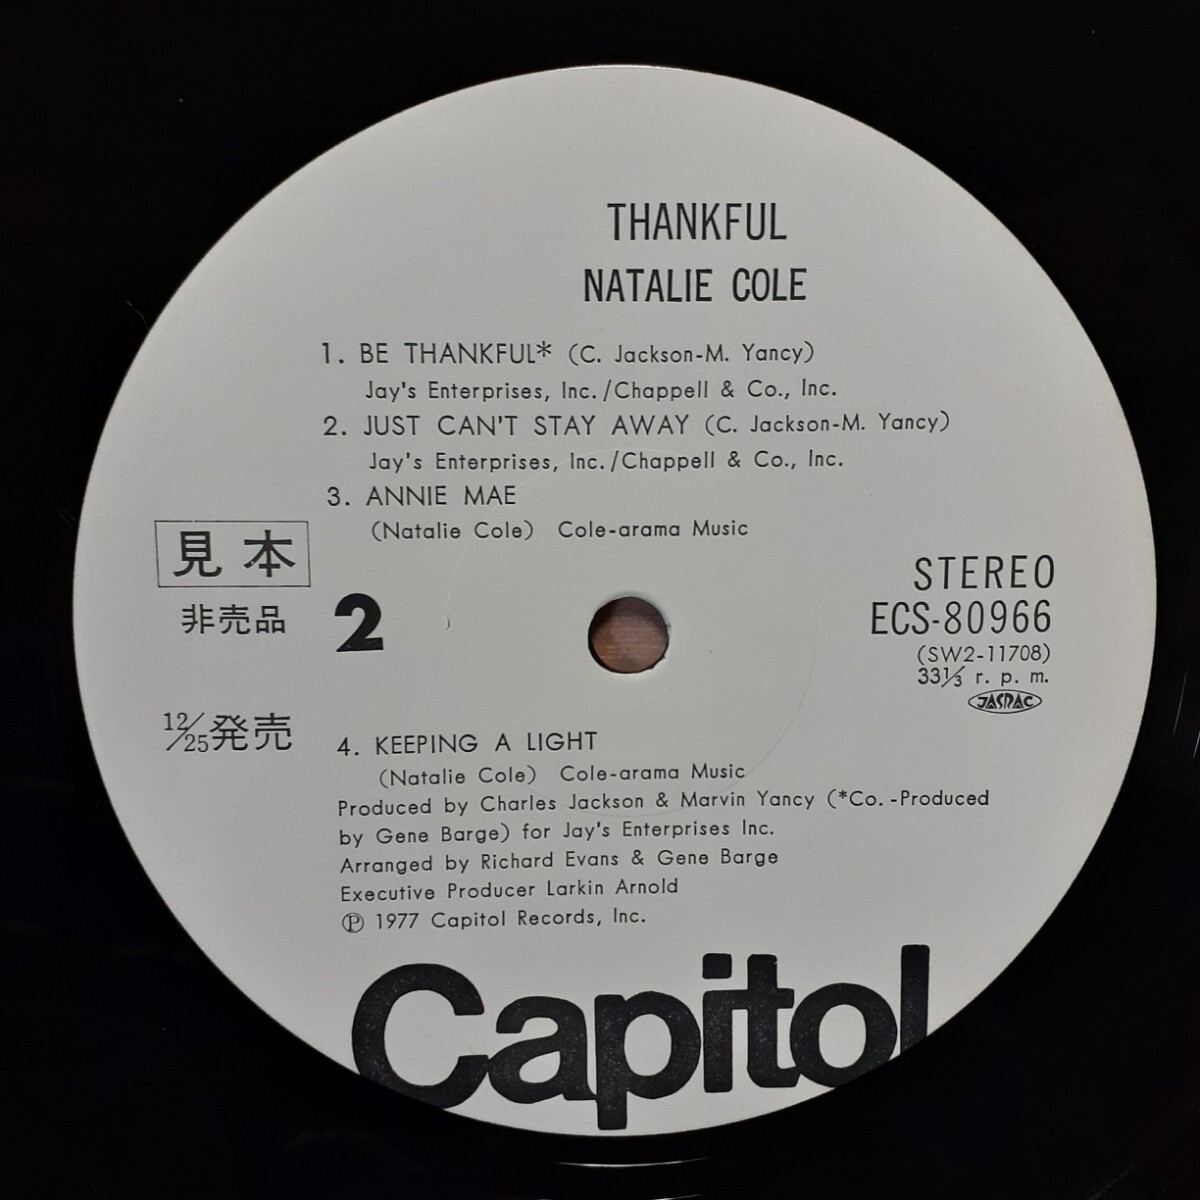 THANKFUL
NATALIE COLE
1. BE THANKFUL* (C. Jackson-M. Yancy)
Jay's Enterprises, Inc./Chappell & Co., Inc.
2. JUST CAN'T STAY AWAY (C. Jackson-M. Yancy)
Jay's Enterprises, Inc./Chappell & Co., Inc.
3. ANNIE MAE
(Natalie Cole) Cole-arama Music
見本
非売品
12/25発売
2
STEREO
ECS-80966
(SW2-11708)
33⅓ r. p. m.
JASRAC
4. KEEPING A LIGHT
(Natalie Cole) Cole-arama Music
Produced by Charles Jackson & Marvin Yancy (*Co.-Produced
by Gene Barge) for Jay's Enterprises Inc.
Arranged by Richard Evans & Gene Barge
Executive Producer Larkin Arnold
Ⓟ 1977 Capitol Records, Inc.
Capitol